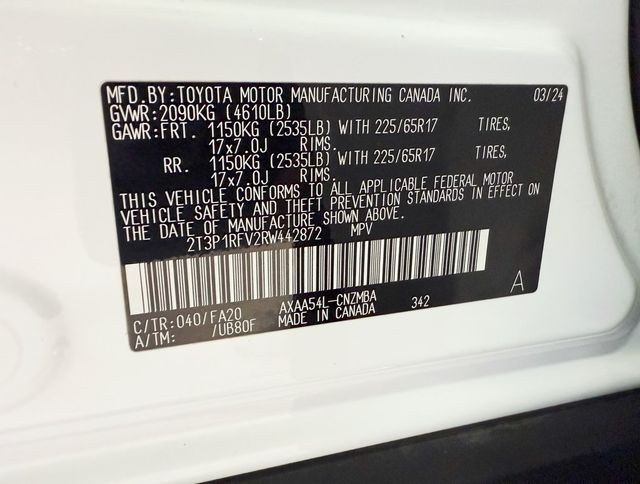 MFD.BY:TOYOTA MOTOR MANUFACTURING CANADA INC. 03/24
GVWR:2090KG (4610LB)
GAWR:FRT. 1150KG (2535LB) WITH 225/65R17 TIRES,
17x7.0J RIMS.
RR. 1150KG (2535LB) WITH 225/65R17 TIRES,
17x7.0J RIMS.
THIS VEHICLE CONFORMS TO ALL APPLICABLE FEDERAL MOTOR
VEHICLE SAFETY AND THEFT PREVENTION STANDARDS IN EFFECT ON
THE DATE OF MANUFACTURE SHOWN ABOVE.
2T3P1RFV2RW442872 MPV
C/TR:040/FA20 AXAA54L-CNZMBA 342 A
A/TM: /UB80F MADE IN CANADA